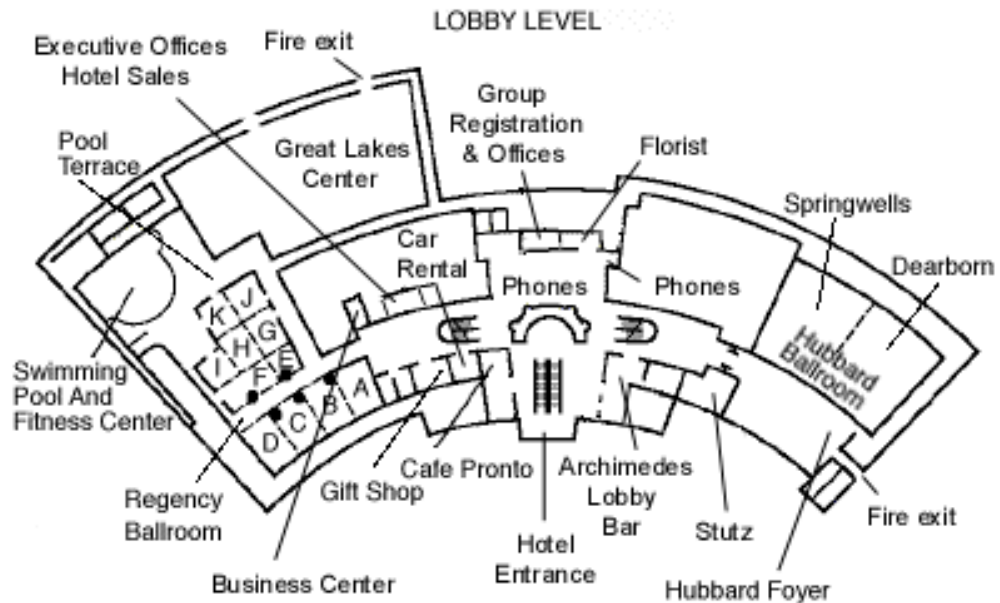 LOBBY LEVEL
Executive Offices
Hotel Sales
Fire exit
Group
Registration
& Offices
Florist
Pool
Terrace
Great Lakes
Center
Springwells
Car
Rental
Dearborn
Phones
Phones
K
J
H
G
I
F
E
A
B
C
D
Hubbard
Ballroom
Swimming
Pool And
Fitness Center
Regency
Ballroom
Gift Shop
Cafe Pronto
Archimedes
Lobby
Bar
Stutz
Fire exit
Business Center
Hotel
Entrance
Hubbard Foyer